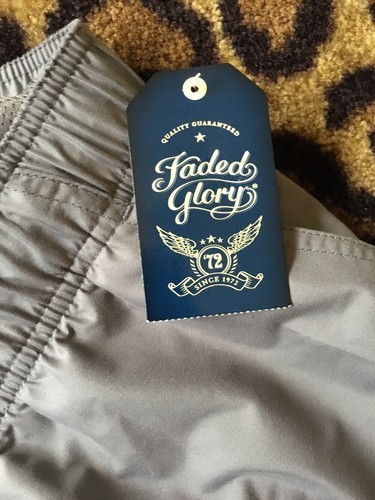 QUALITY GUARANTEED
Faded
Glory®
'72
SINCE 1972